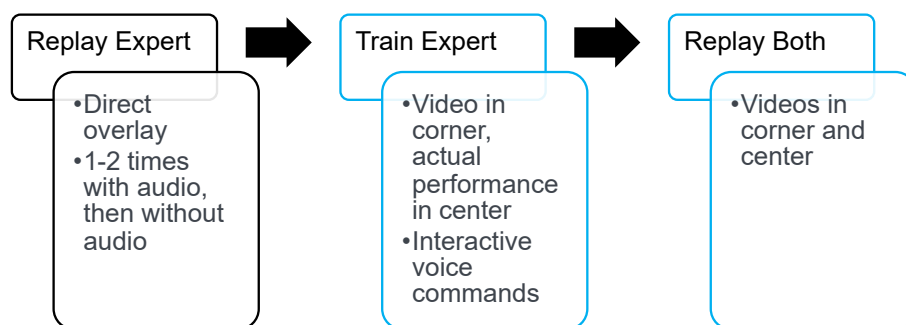 Replay Expert
•Direct
overlay
•1-2 times
with audio,
then without
audio
Train Expert
•Video in
corner,
actual
performance
in center
•Interactive
voice
commands
Replay Both
•Videos in
corner and
center